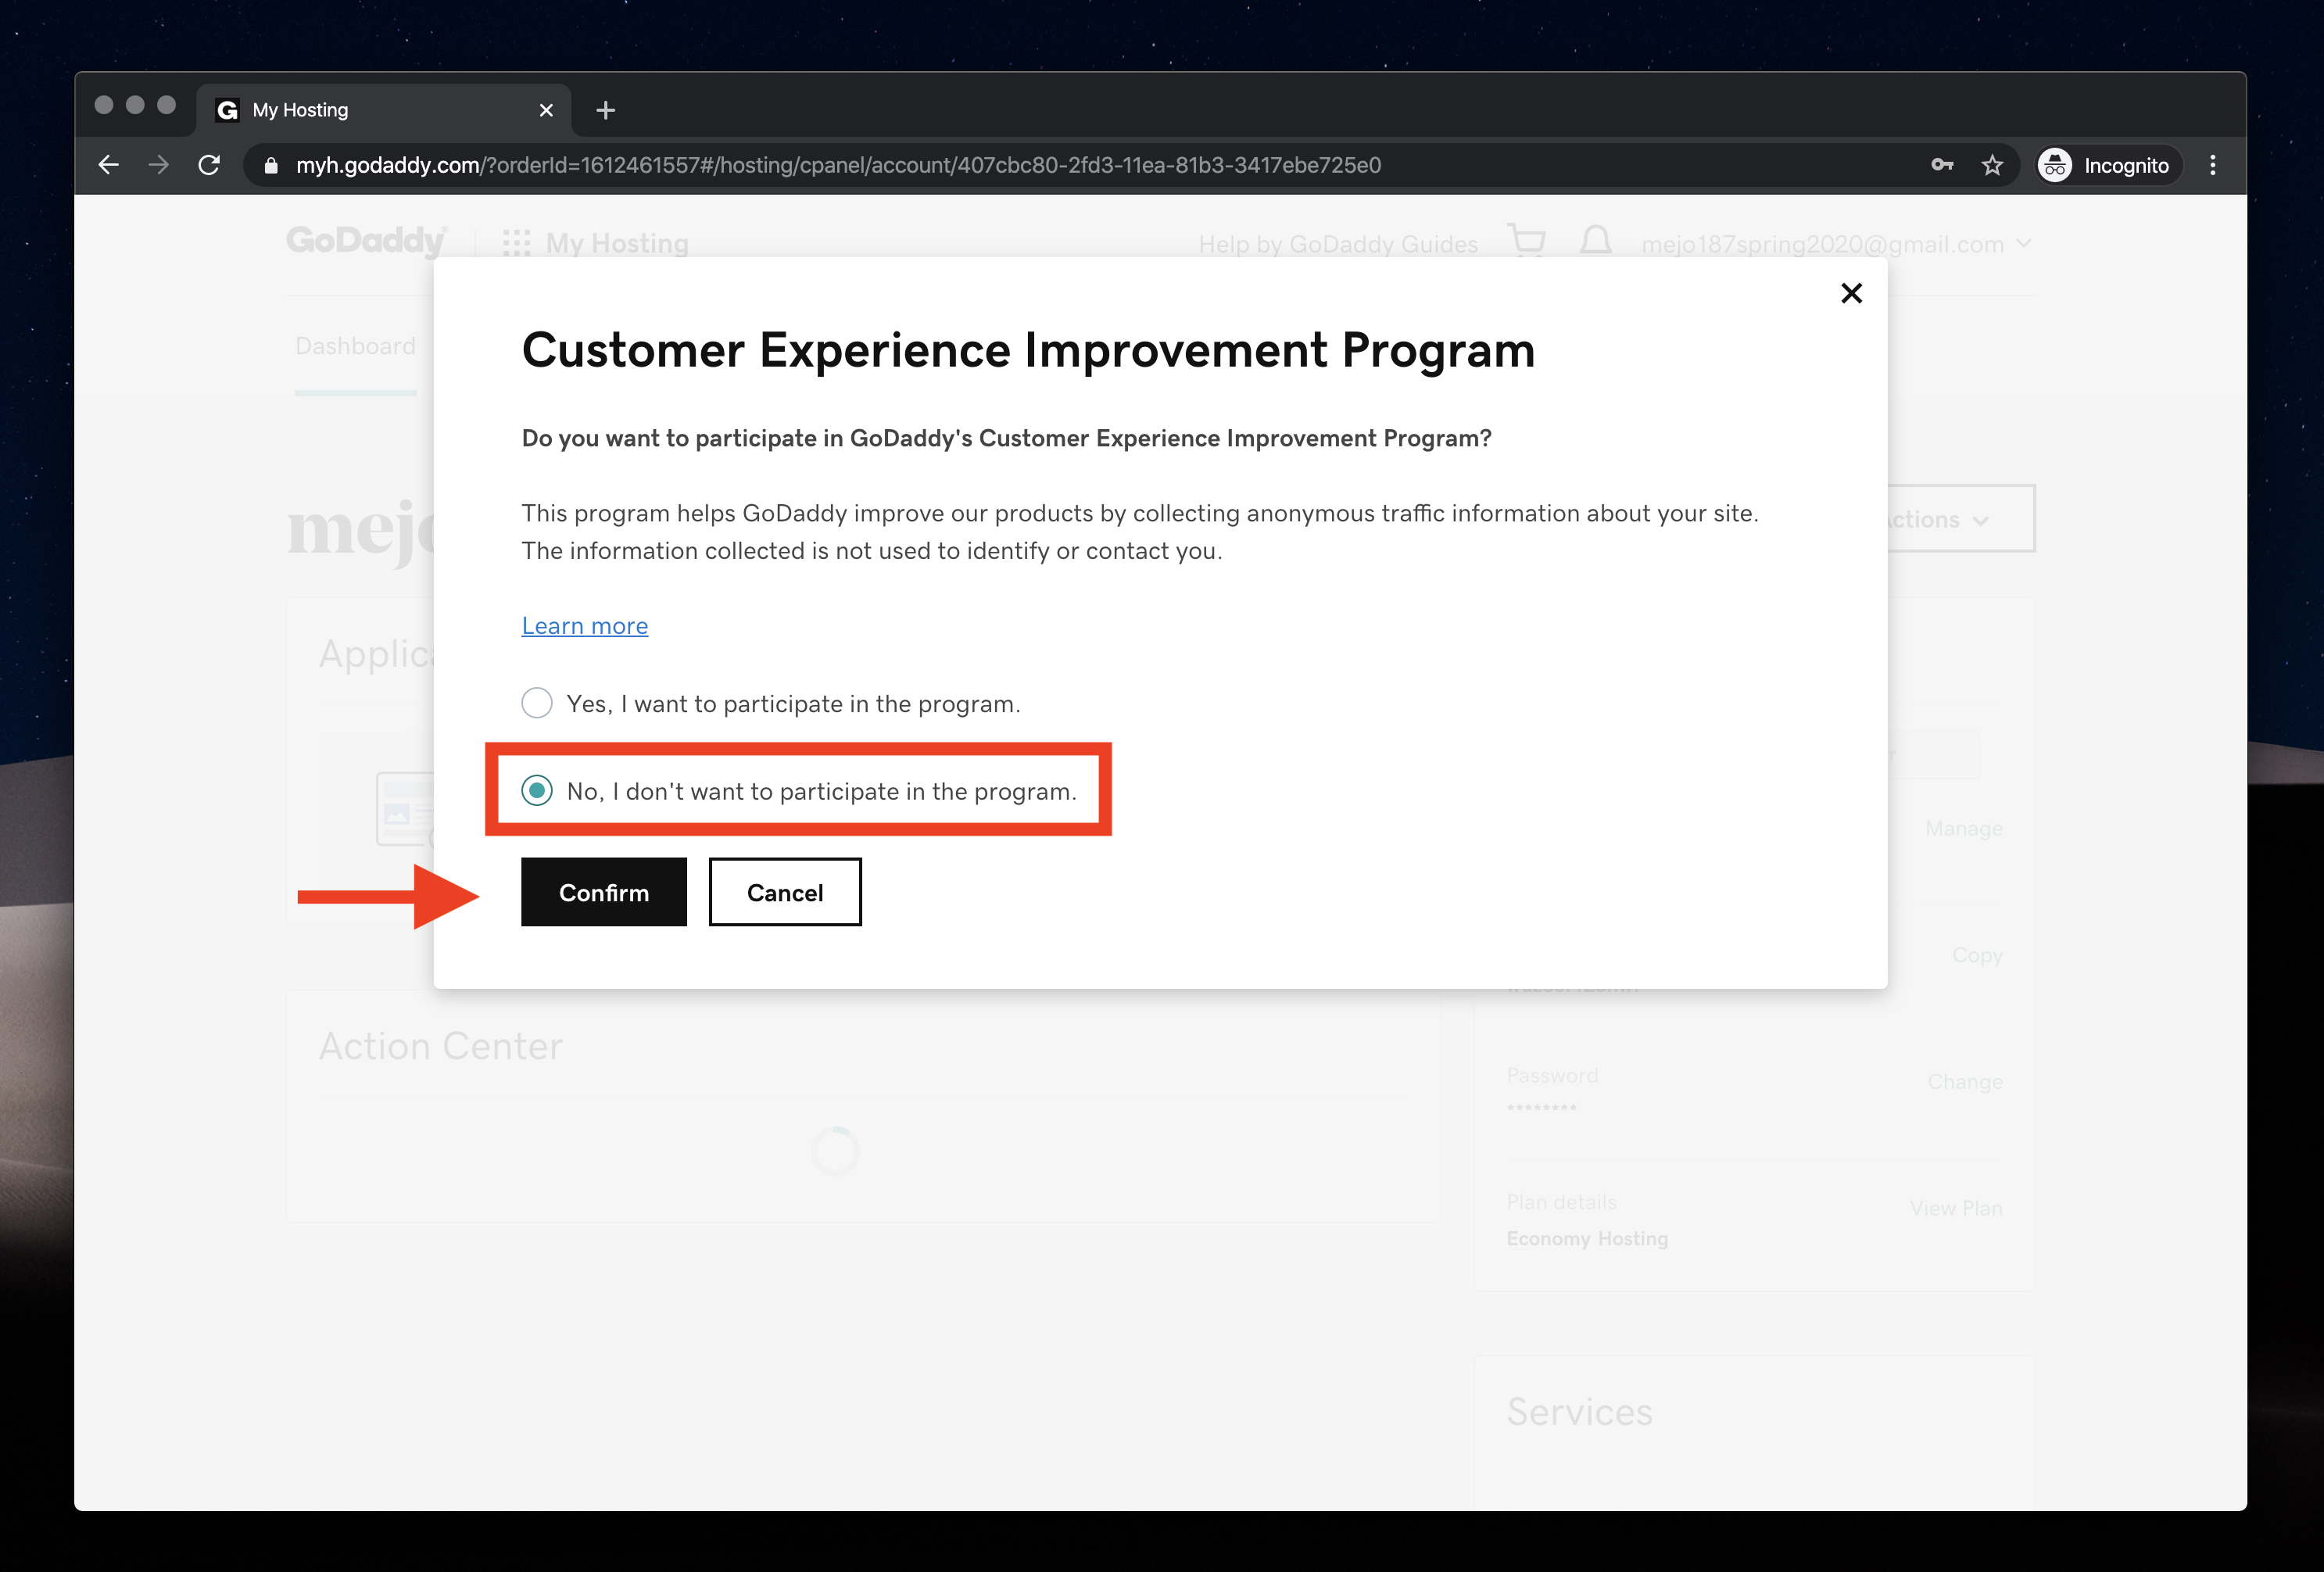 My Hosting
myh.godaddy.com/?orderId=1612461557#/hosting/cpanel/account/407cbc80-2fd3-11ea-81b3-3417ebe725e0
Incognito
GoDaddy
My Hosting
Help by GoDaddy Guides
mejo187spring2020@gmail.com
Dashboard
Customer Experience Improvement Program
Do you want to participate in GoDaddy's Customer Experience Improvement Program?
This program helps GoDaddy improve our products by collecting anonymous traffic information about your site.
The information collected is not used to identify or contact you.
Learn more
Yes, I want to participate in the program.
No, I don't want to participate in the program.
Confirm
Cancel
Manage
Copy
Action Center
Password
********
Change
Plan details
Economy Hosting
View Plan
Services